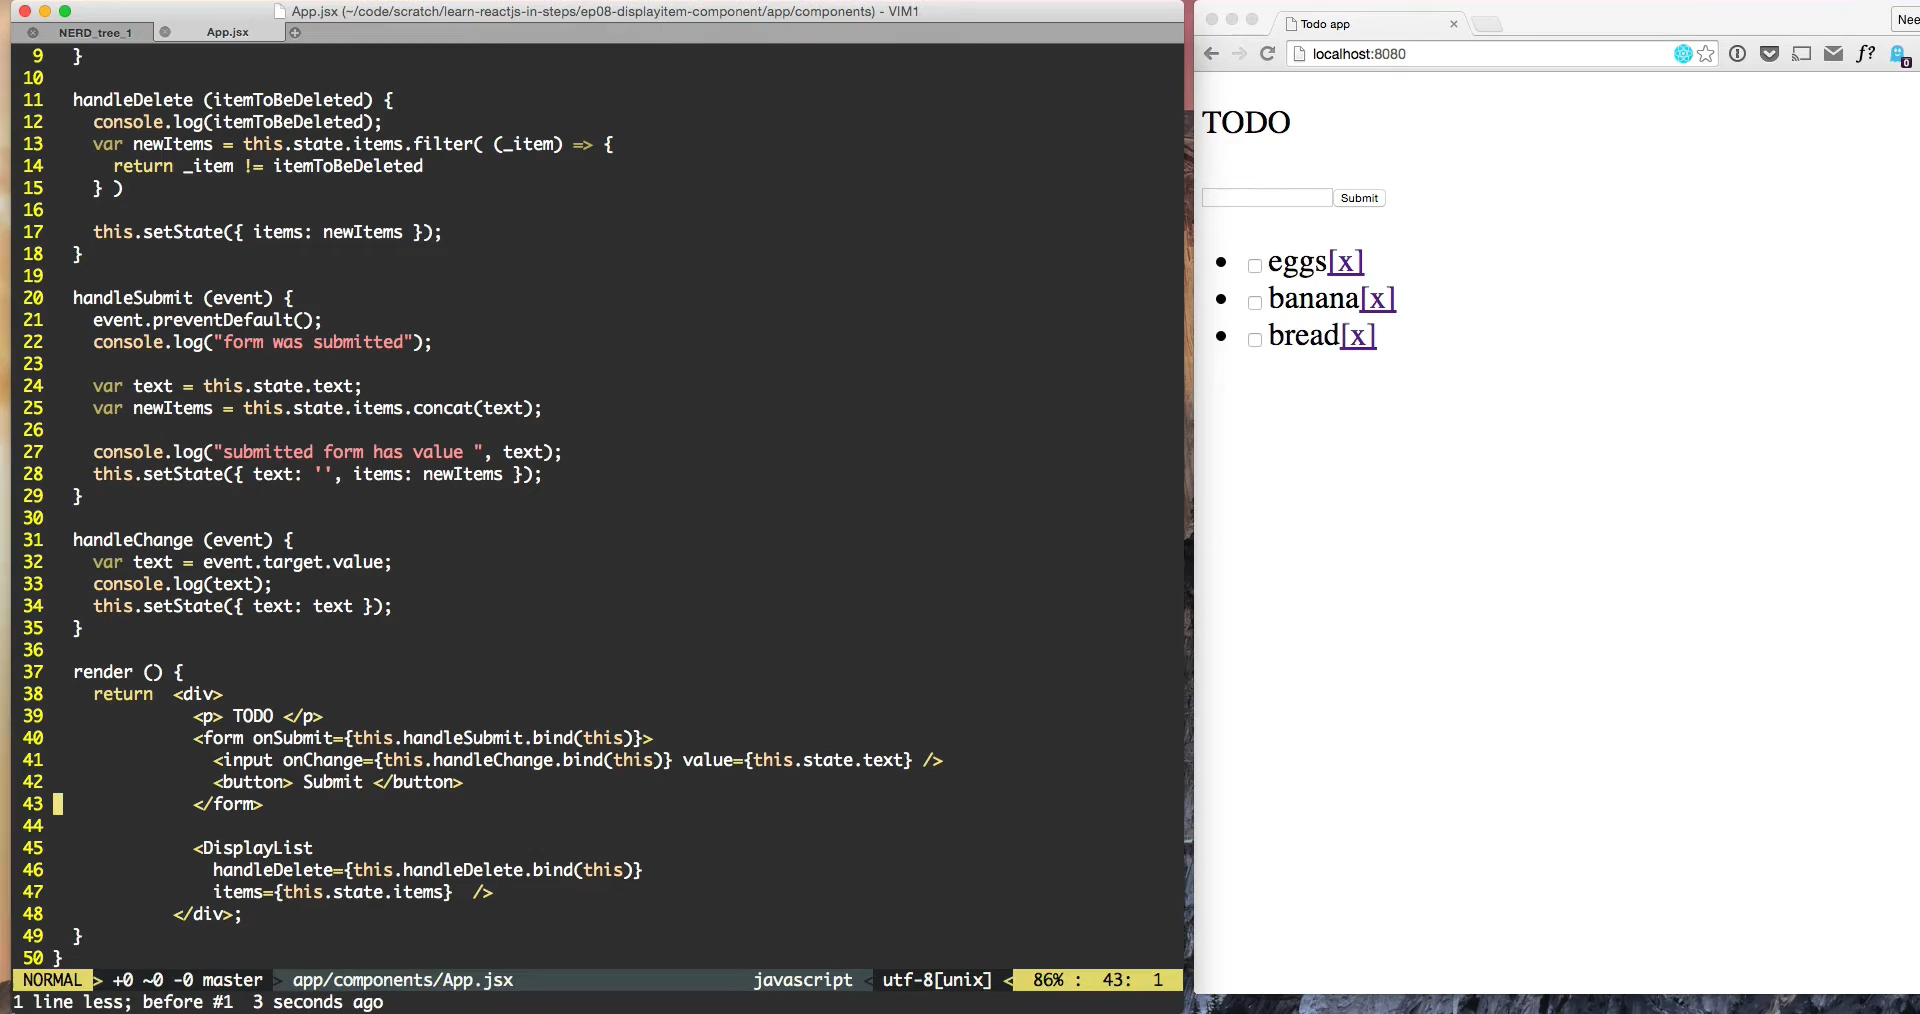 App.jsx (~/code/scratch/learn-reactjs-in-steps/ep08-displayitem-component/app/components) - VIM1
NERD_tree_1 App.jsx
9 }
10
11 handleDelete (itemToBeDeleted) {
12 console.log(itemToBeDeleted);
13 var newItems = this.state.items.filter( (_item) => {
14 return _item != itemToBeDeleted
15 } )
16
17 this.setState({ items: newItems });
18 }
19
20 handleSubmit (event) {
21 event.preventDefault();
22 console.log("form was submitted");
23
24 var text = this.state.text;
25 var newItems = this.state.items.concat(text);
26
27 console.log("submitted form has value ", text);
28 this.setState({ text: '', items: newItems });
29 }
30
31 handleChange (event) {
32 var text = event.target.value;
33 console.log(text);
34 this.setState({ text: text });
35 }
36
37 render () {
38 return <div>
39 <p> TODO </p>
40 <form onSubmit={this.handleSubmit.bind(this)}>
41 <input onChange={this.handleChange.bind(this)} value={this.state.text} />
42 <button> Submit </button>
43 </form>
44
45 <DisplayList
46 handleDelete={this.handleDelete.bind(this)}
47 items={this.state.items} />
48 </div>;
49 }
50 }
NORMAL > +0 ~0 -0 master > app/components/App.jsx javascript < utf-8[unix] < 86% : 43: 1
1 line less; before #1 3 seconds ago
Todo app
Nee
localhost:8080
f?
0
TODO
Submit
eggs[x]
banana[x]
bread[x]